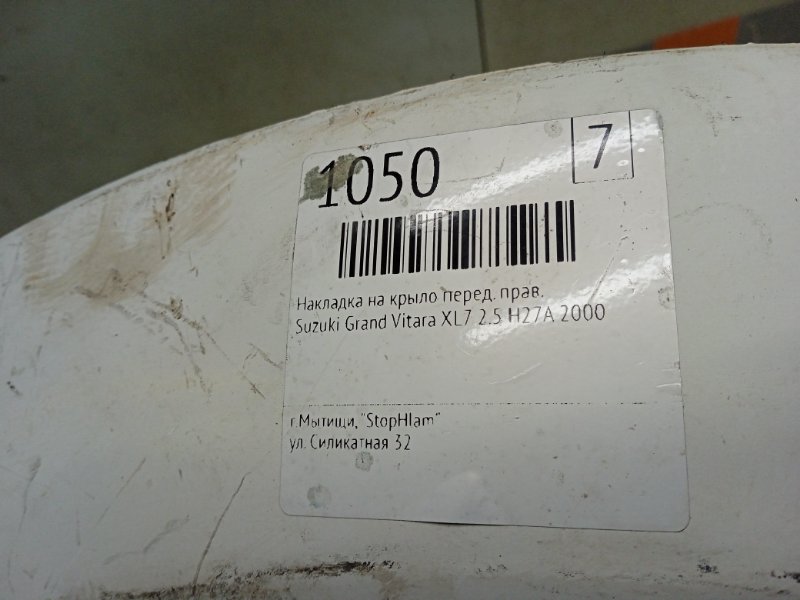 1050
7
Накладка на крыло перед. прав.
Suzuki Grand Vitara XL7 2.5 H27A 2000
г.Мытищи, "StopHlam"
ул. Силикатная 32